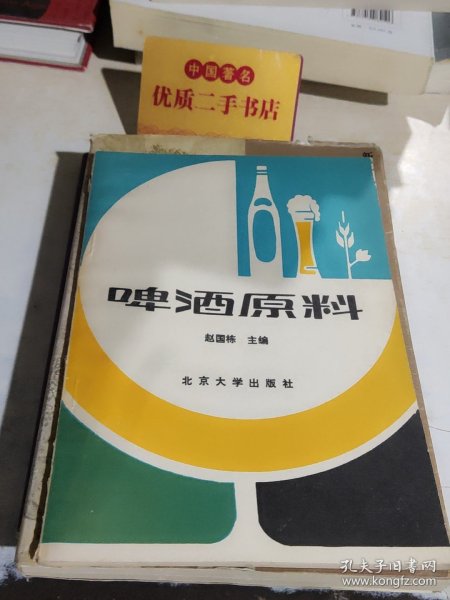 中国著名
优质二手书店
啤酒原料
赵国栋 主编
北京大学出版社
孔夫子旧书网
www.kongfz.com